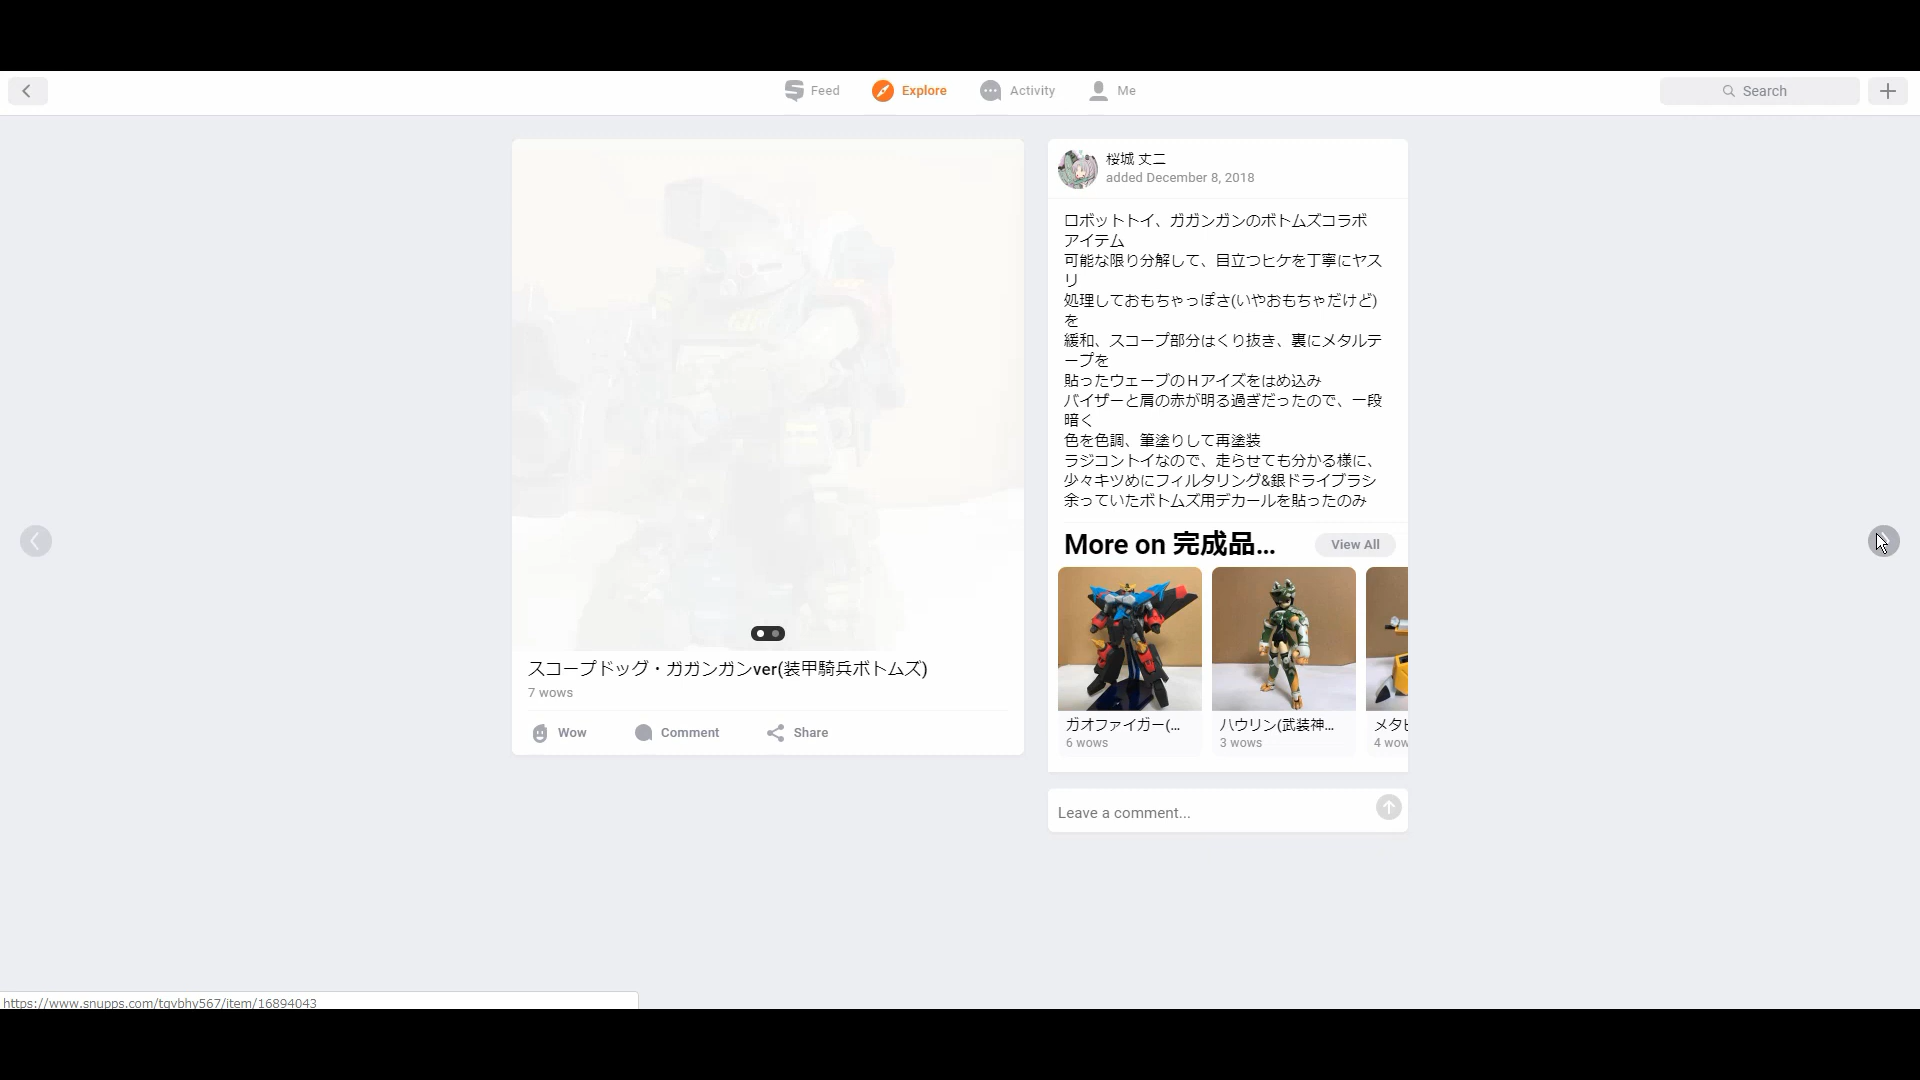 Feed
Explore
Activity
Me
Search
桜城 丈二
added December 8, 2018
ロボットトイ、ガガンガンのボトムズコラボ
アイテム
可能な限り分解して、目立つヒケを丁寧にヤス
リ
処理しておもちゃっぽさ(いやおもちゃだけど)
を
緩和、スコープ部分はくり抜き、裏にメタルテ
ープを
貼ったウェーブのＨアイズをはめ込み
バイザーと肩の赤が明る過ぎだったので、一段
暗く
色を色調、筆塗りして再塗装
ラジコントイなので、走らせても分かる様に、
少々キツめにフィルタリング&銀ドライブラシ
余っていたボトムズ用デカールを貼ったのみ
More on 完成品...
View All
ガオファイガー(...
6 wows
ハウリン(武装神...
3 wows
メタビ
4 wow
スコープドッグ・ガガンガンver(装甲騎兵ボトムズ)
7 wows
Wow
Comment
Share
Leave a comment...
https://www.snupps.com/tgvbhy567/item/16894043